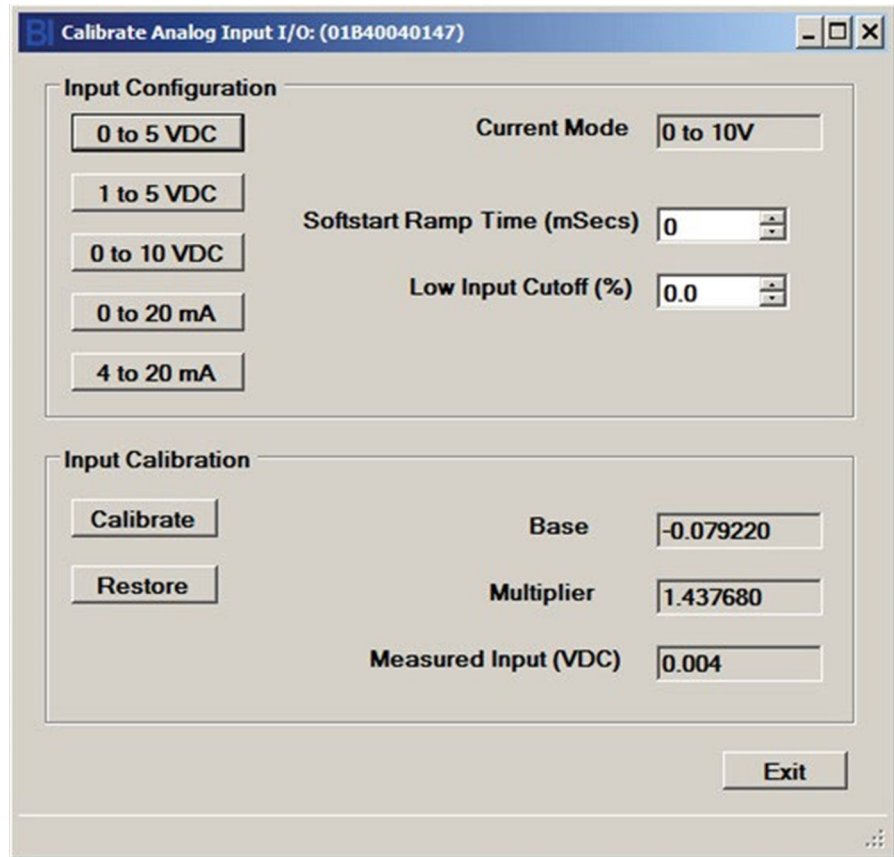 BI Calibrate Analog Input I/O: (01B40040147)
Input Configuration
0 to 5 VDC
Current Mode 0 to 10V
1 to 5 VDC
Softstart Ramp Time (mSecs) 0
0 to 10 VDC
Low Input Cutoff (%) 0.0
0 to 20 mA
4 to 20 mA
Input Calibration
Calibrate
Base -0.079220
Restore
Multiplier 1.437680
Measured Input (VDC) 0.004
Exit